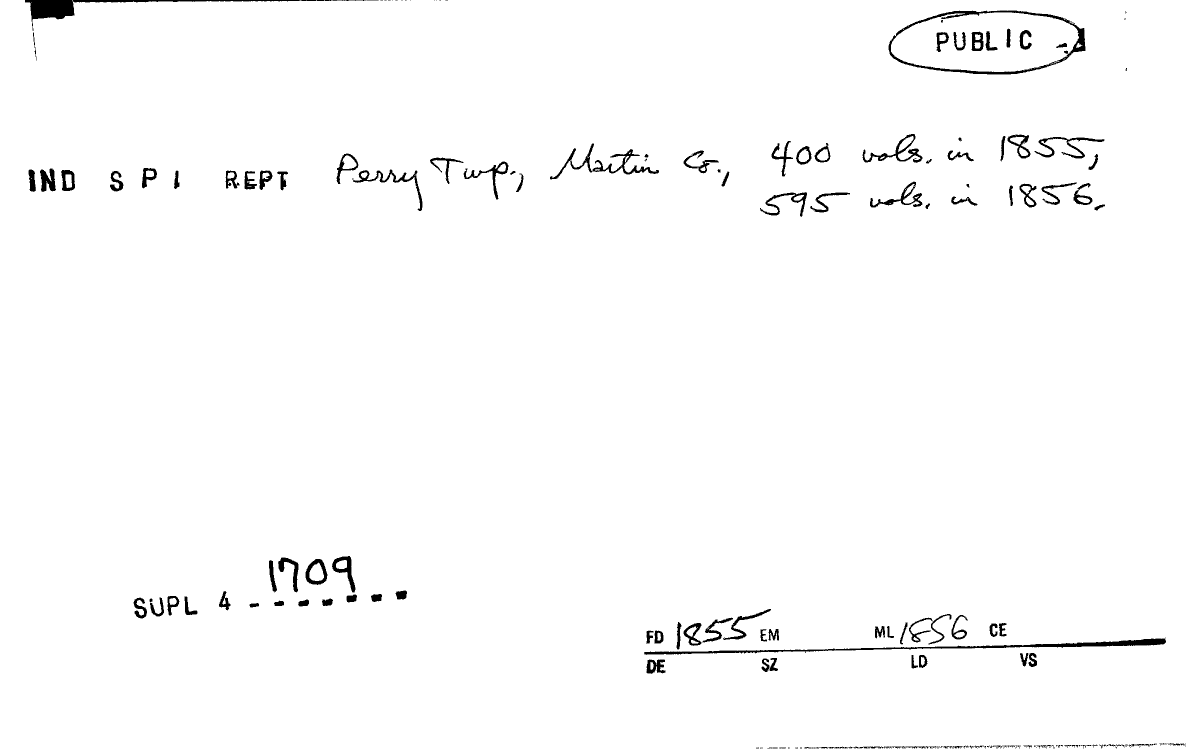 PUBLIC
IND S P I REPT Perry Twp., Martin Co., 400 vols. in 1855,
595 vols. in 1856.
SUPL 4 - 1709
FD 1855 EM ML 1856 CE
DE SZ LD VS